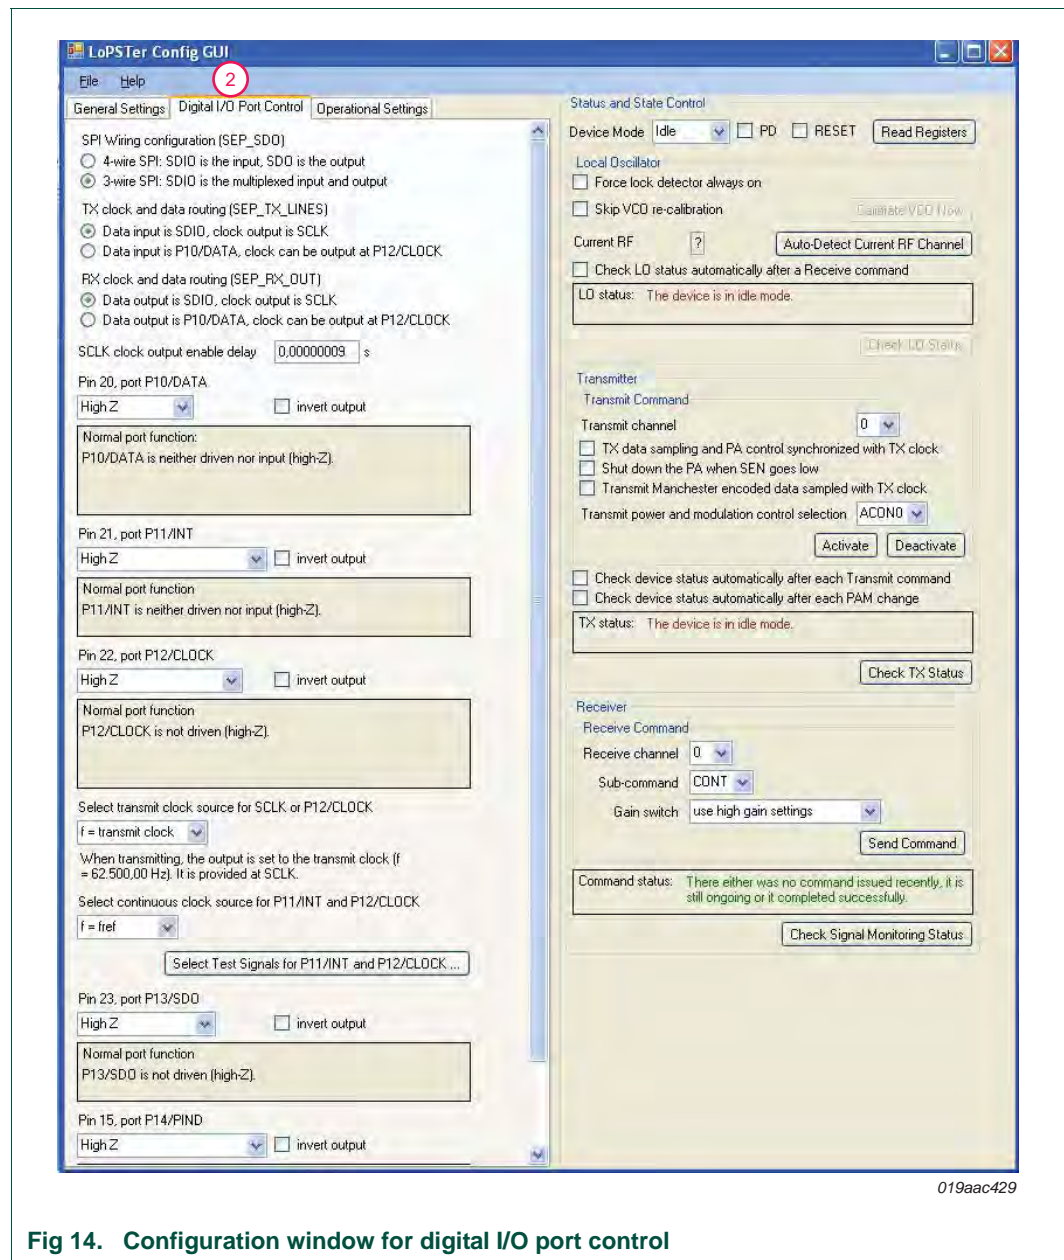 LoPSTer Config GUI
File Help
2
General Settings Digital I/O Port Control Operational Settings
SPI Wiring configuration (SEP_SDO)
4-wire SPI: SDIO is the input, SDO is the output
3-wire SPI: SDIO is the multiplexed input and output
TX clock and data routing (SEP_TX_LINES)
Data input is SDIO, clock output is SCLK
Data input is P10/DATA, clock can be output at P12/CLOCK
RX clock and data routing (SEP_RX_OUT)
Data output is SDIO, clock output is SCLK
Data output is P10/DATA, clock can be output at P12/CLOCK
SCLK clock output enable delay 0,00000009 s
Pin 20, port P10/DATA
High Z invert output
Normal port function:
P10/DATA is neither driven nor input (high-Z).
Pin 21, port P11/INT
High Z invert output
Normal port function
P11/INT is neither driven nor input (high-Z).
Pin 22, port P12/CLOCK
High Z invert output
Normal port function
P12/CLOCK is not driven (high-Z).
Select transmit clock source for SCLK or P12/CLOCK
f = transmit clock
When transmitting, the output is set to the transmit clock (f
= 62.500,00 Hz). It is provided at SCLK.
Select continuous clock source for P11/INT and P12/CLOCK
f = fref
Select Test Signals for P11/INT and P12/CLOCK ...
Pin 23, port P13/SDO
High Z invert output
Normal port function
P13/SDO is not driven (high-Z).
Pin 15, port P14/PIND
High Z invert output
Status and State Control
Device Mode Idle PD RESET Read Registers
Local Oscillator
Force lock detector always on
Skip VCO re-calibration Calibrate VCO Now
Current RF ? Auto-Detect Current RF Channel
Check LO status automatically after a Receive command
LO status: The device is in idle mode.
Check LO Status
Transmitter
Transmit Command
Transmit channel 0
TX data sampling and PA control synchronized with TX clock
Shut down the PA when SEN goes low
Transmit Manchester encoded data sampled with TX clock
Transmit power and modulation control selection ACON0
Activate Deactivate
Check device status automatically after each Transmit command
Check device status automatically after each PAM change
TX status: The device is in idle mode.
Check TX Status
Receiver
Receive Command
Receive channel 0
Sub-command CONT
Gain switch use high gain settings
Send Command
Command status: There either was no command issued recently, it is
still ongoing or it completed successfully.
Check Signal Monitoring Status
019aac429
Fig 14. Configuration window for digital I/O port control